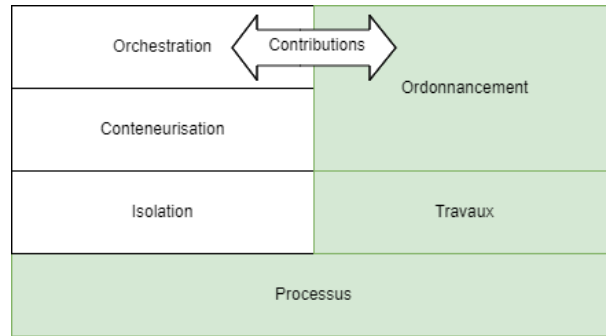 Orchestration
Contributions
Ordonnancement
Conteneurisation
Isolation
Travaux
Processus